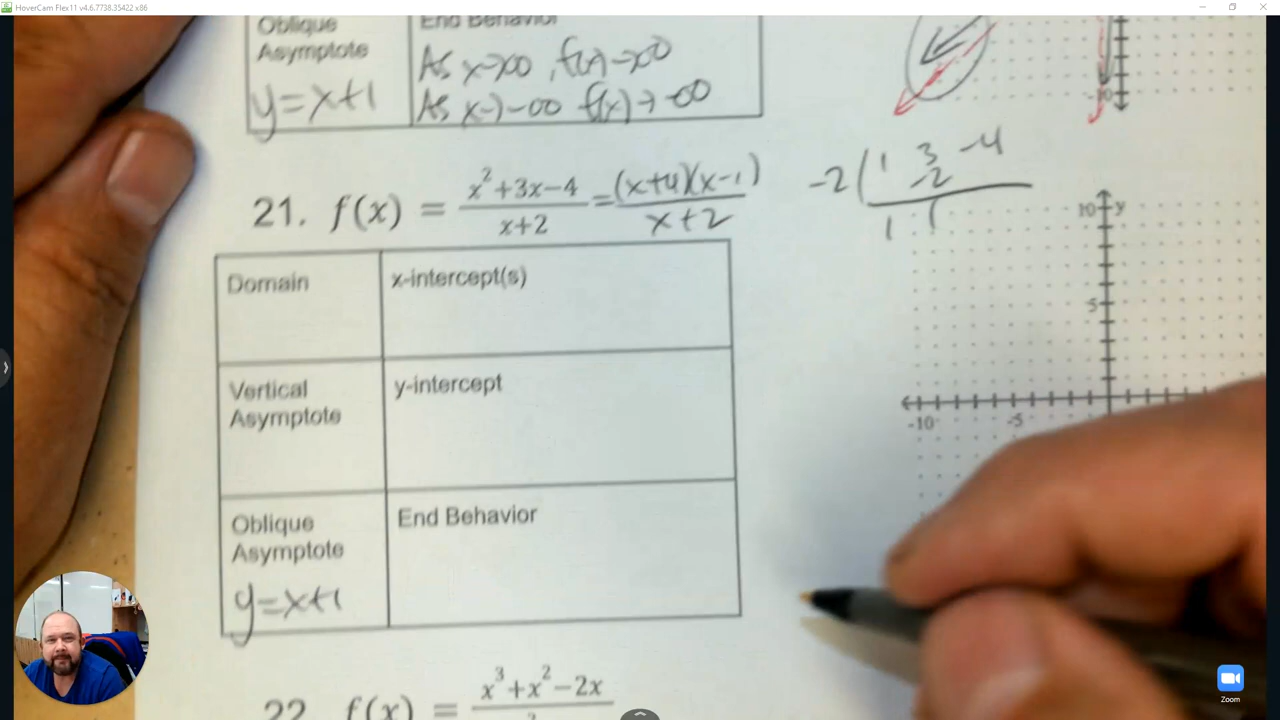 HoverCam Flex11 v4.6.7738.35422 x86
Oblique
Asymptote
y=x+1
End Behavior
As x→∞, f(x)→∞
As x→-∞ f(x)→-∞
21. f(x) = x²+3x-4 / x+2 = (x+4)(x-1) / x+2
-2 ( 1 3 -4
-2
1 1
Domain
x-intercept(s)
Vertical
Asymptote
y-intercept
Oblique
Asymptote
y=x+1
End Behavior
10 y
5
-10 -5
22. f(x) = x³+x²-2x
Zoom